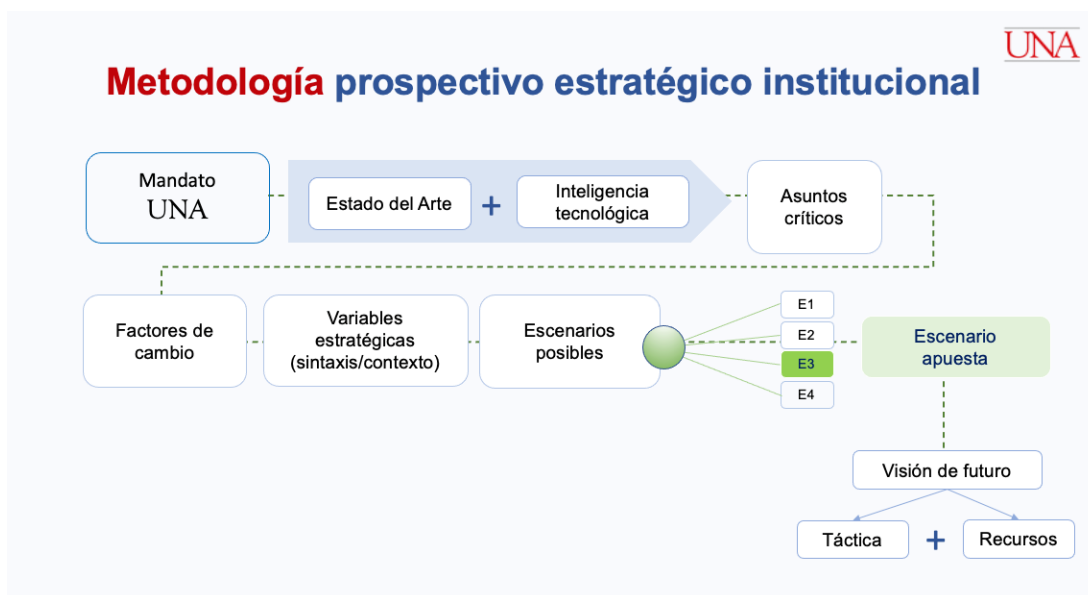 UNA
Metodología prospectivo estratégico institucional
Mandato
UNA
Estado del Arte
+
Inteligencia
tecnológica
Asuntos
críticos
Factores de
cambio
Variables
estratégicas
(sintaxis/contexto)
Escenarios
posibles
E1
E2
E3
E4
Escenario
apuesta
Visión de futuro
Táctica
+
Recursos